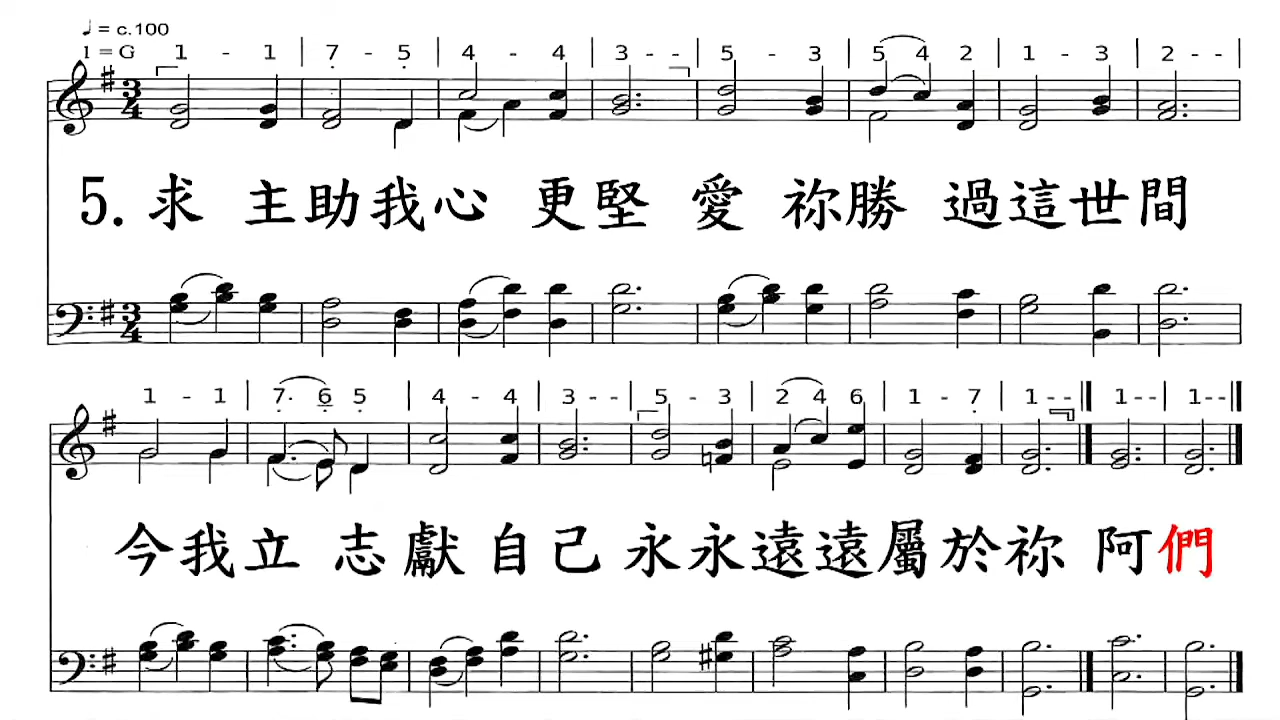 ♩ = c.100
1 = G 1 - 1 | 7 - 5 | 4 - 4 | 3 - - | 5 - 3 | 5 4 2 | 1 - 3 | 2 - - |
5. 求 主助我心 更堅 愛 祢勝 過這世間
1 - 1 | 7· 6 5 | 4 - 4 | 3 - - | 5 - 3 | 2 4 6 | 1 - 7 | 1 - - || 1 - - | 1 - - ||
今我立 志獻 自己 永永遠遠屬於祢 阿們